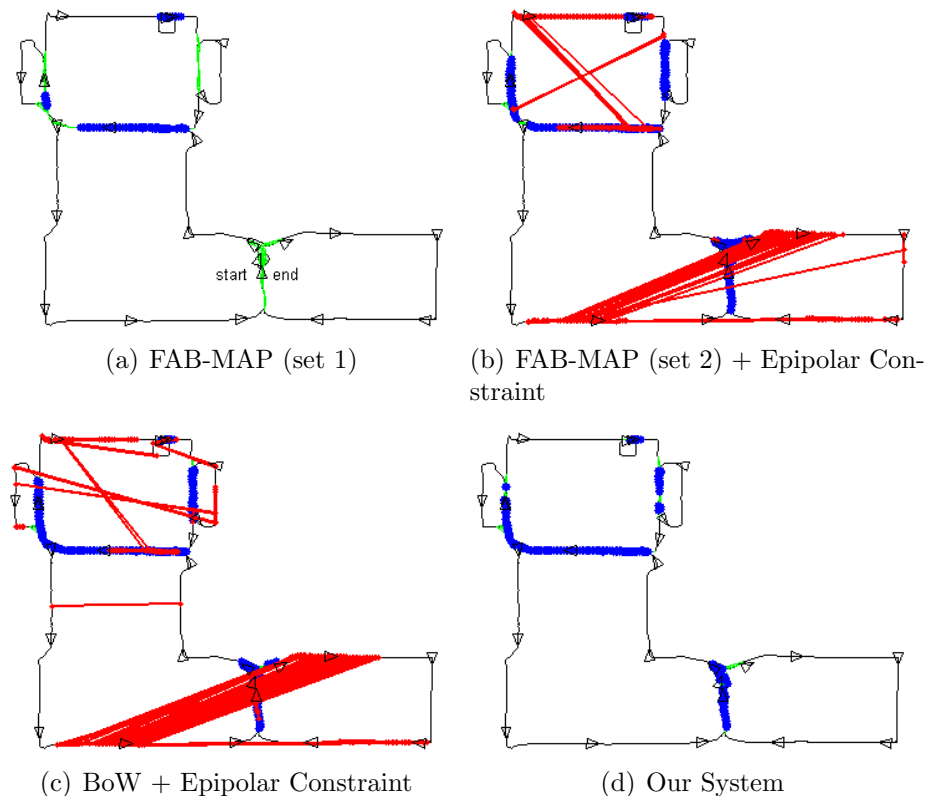 start end
(a) FAB-MAP (set 1)
(b) FAB-MAP (set 2) + Epipolar Con-
straint
(c) BoW + Epipolar Constraint
(d) Our System